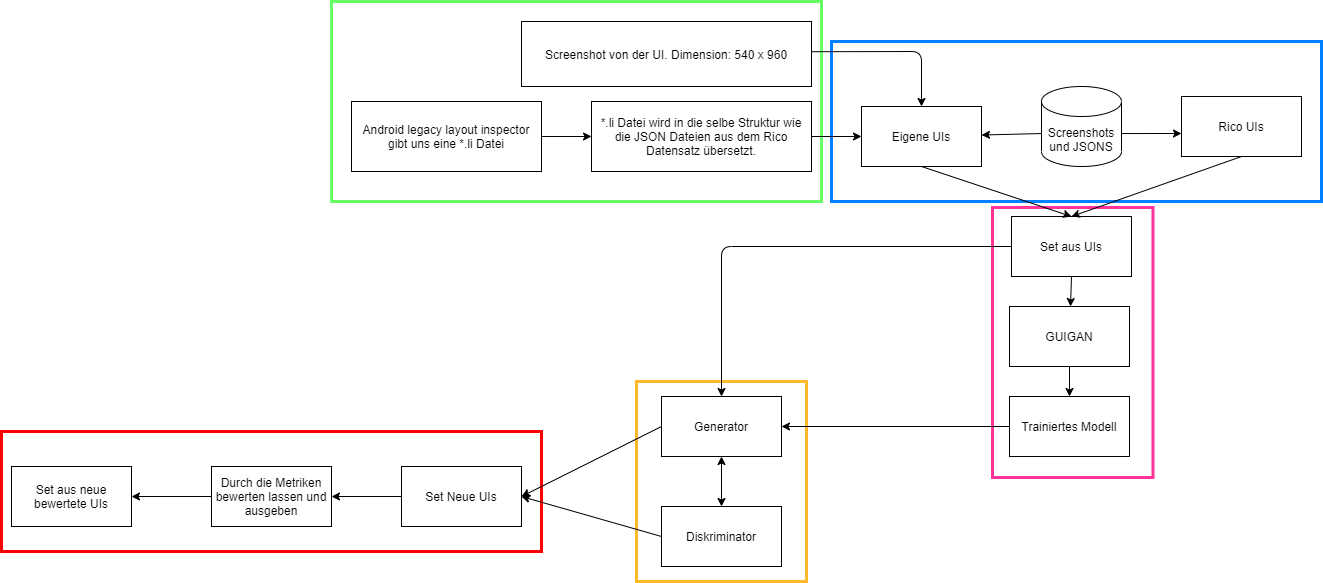 Screenshot von der UI. Dimension: 540 x 960
Android legacy layout inspector
gibt uns eine *.li Datei
*.li Datei wird in die selbe Struktur wie
die JSON Dateien aus dem Rico
Datensatz übersetzt.
Eigene UIs
Screenshots
und JSONS
Rico UIs
Set aus UIs
GUIGAN
Trainiertes Modell
Generator
Diskriminator
Set Neue UIs
Durch die Metriken
bewerten lassen und
ausgeben
Set aus neue
bewertete UIs